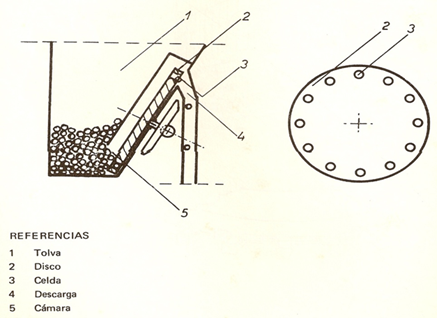 1
2
3
4
5
2
3
REFERENCIAS
1 Tolva
2 Disco
3 Celda
4 Descarga
5 Cámara